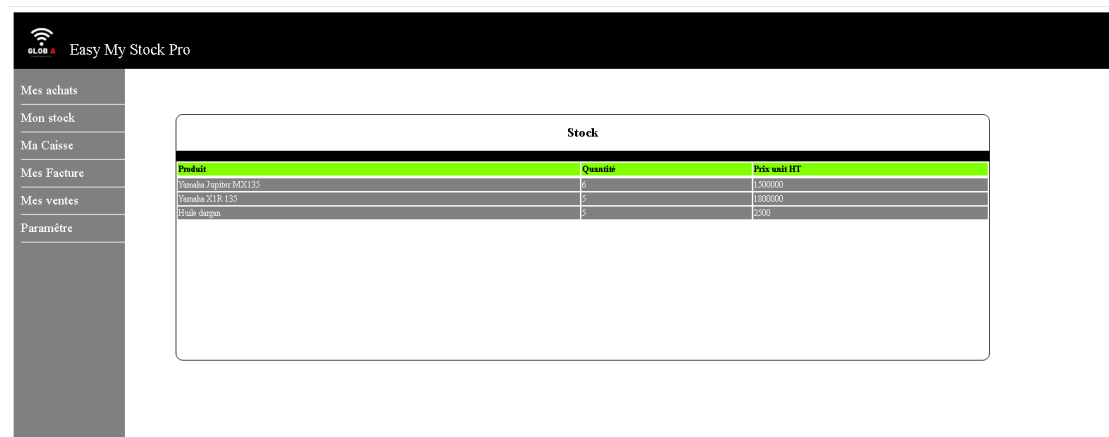 GLOB A
Easy My Stock Pro
Mes achats
Mon stock
Ma Caisse
Mes Facture
Mes ventes
Paramêtre
Stock
Produit Quantité Prix unit HT
Yamaha Jupiter MX135 6 1500000
Yamaha X1R 135 5 1800000
Huile dargan 5 2500